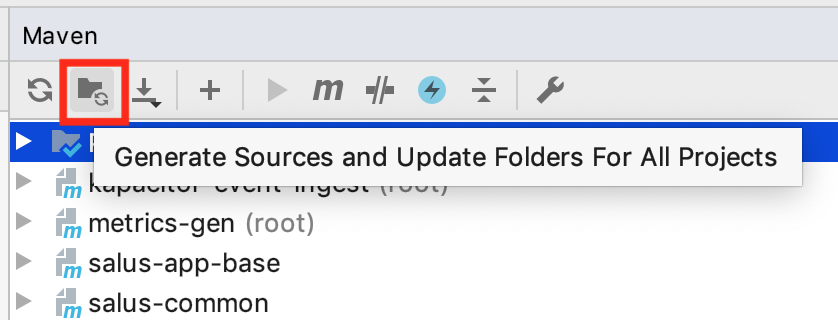 Maven
m
Generate Sources and Update Folders For All Projects
kapacitor-event-ingest (root)
metrics-gen (root)
salus-app-base
salus-common